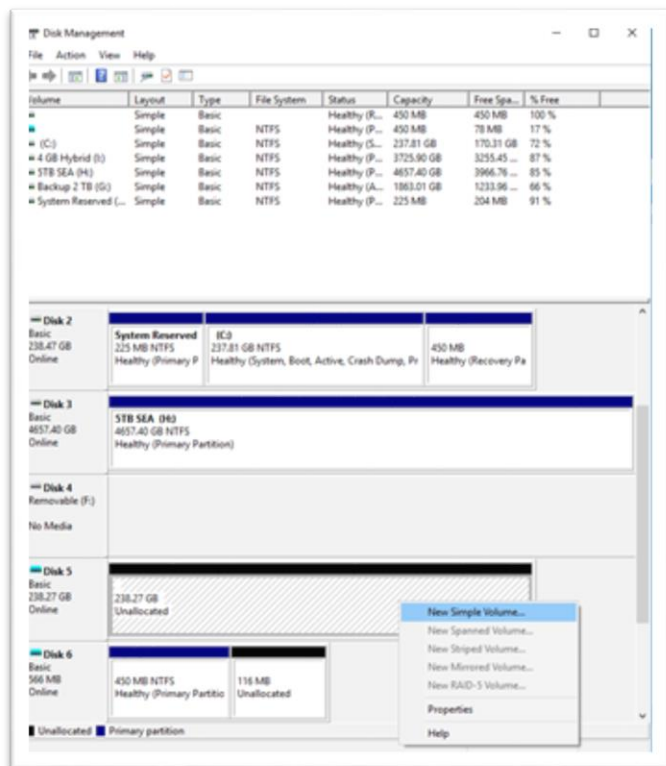 Disk Management
File Action View Help
Volume Layout Type File System Status Capacity Free Spa... % Free
Simple Basic Healthy (R... 450 MB 450 MB 100 %
Simple Basic NTFS Healthy (P... 450 MB 78 MB 17 %
(C:) Simple Basic NTFS Healthy (S... 237.81 GB 170.31 GB 72 %
4 GB Hybrid (I:) Simple Basic NTFS Healthy (P... 3725.90 GB 3255.45 ... 87 %
5TB SEA (H:) Simple Basic NTFS Healthy (P... 4657.40 GB 3966.76 ... 85 %
Backup 2 TB (G:) Simple Basic NTFS Healthy (A... 1863.01 GB 1233.96 ... 66 %
System Reserved (... Simple Basic NTFS Healthy (P... 225 MB 204 MB 91 %
Disk 2
Basic
238.47 GB
Online
System Reserved
225 MB NTFS
Healthy (Primary P
(C:)
237.81 GB NTFS
Healthy (System, Boot, Active, Crash Dump, Pr
450 MB
Healthy (Recovery Pa
Disk 3
Basic
4657.40 GB
Online
5TB SEA (H:)
4657.40 GB NTFS
Healthy (Primary Partition)
Disk 4
Removable (F:)
No Media
Disk 5
Basic
238.27 GB
Online
238.27 GB
Unallocated
New Simple Volume...
New Spanned Volume...
New Striped Volume...
New Mirrored Volume...
New RAID-5 Volume...
Properties
Help
Disk 6
Basic
566 MB
Online
450 MB NTFS
Healthy (Primary Partitio
116 MB
Unallocated
Unallocated Primary partition